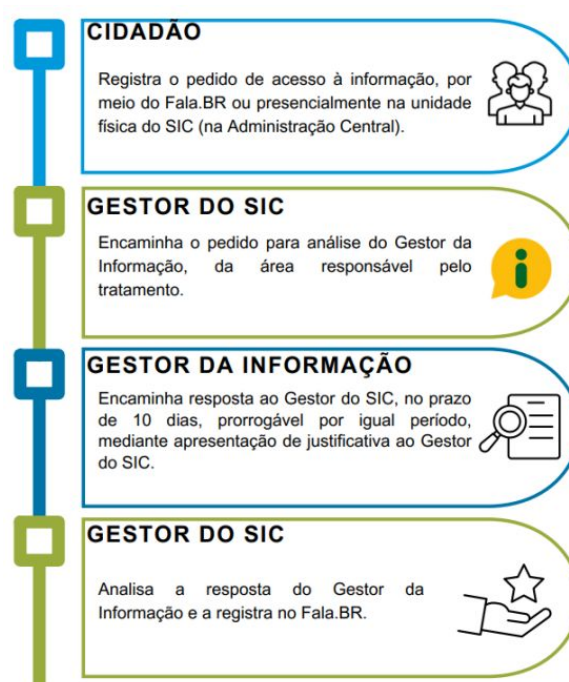 CIDADÃO
Registra o pedido de acesso à informação, por
meio do Fala.BR ou presencialmente na unidade
física do SIC (na Administração Central).
GESTOR DO SIC
Encaminha o pedido para análise do Gestor da
Informação, da área responsável pelo
tratamento.
GESTOR DA INFORMAÇÃO
Encaminha resposta ao Gestor do SIC, no prazo
de 10 dias, prorrogável por igual período,
mediante apresentação de justificativa ao Gestor
do SIC.
GESTOR DO SIC
Analisa a resposta do Gestor da
Informação e a registra no Fala.BR.